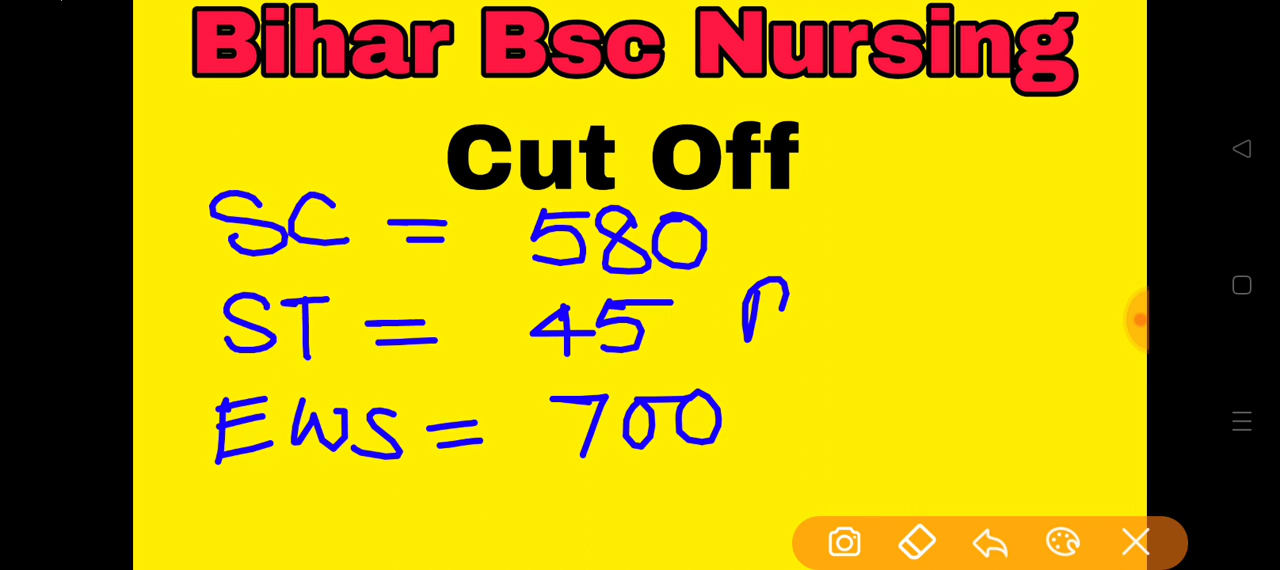 Bihar Bsc Nursing
Cut Off
SC = 580
ST = 45
EWS = 700